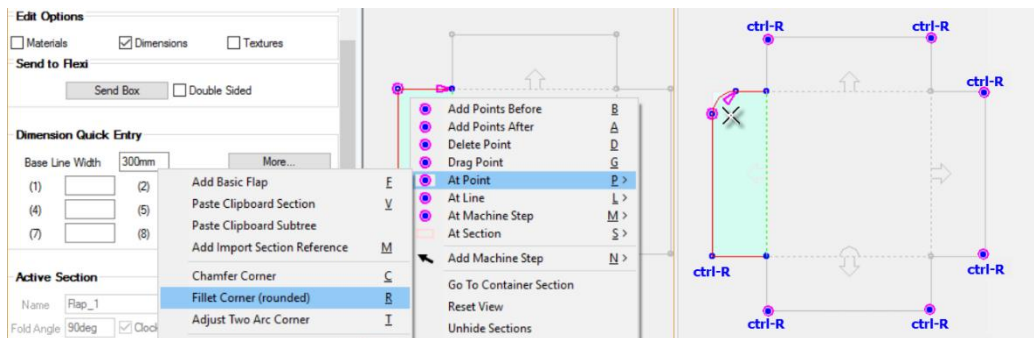 Edit Options
Materials Dimensions Textures
Send to Flexi
Send Box Double Sided
Dimension Quick Entry
Base Line Width 300mm More...
(1) (2)
(4) (5)
(7) (8)
Active Section
Name Flap_1
Fold Angle 90deg Clock
Add Basic Flap F
Paste Clipboard Section V
Paste Clipboard Subtree
Add Import Section Reference M
Chamfer Corner C
Fillet Corner (rounded) R
Adjust Two Arc Corner T
Add Points Before B
Add Points After A
Delete Point D
Drag Point G
At Point P >
At Line L >
At Machine Step M >
At Section S >
Add Machine Step N >
Go To Container Section
Reset View
Unhide Sections
ctrl-R ctrl-R
ctrl-R
ctrl-R ctrl-R
ctrl-R ctrl-R